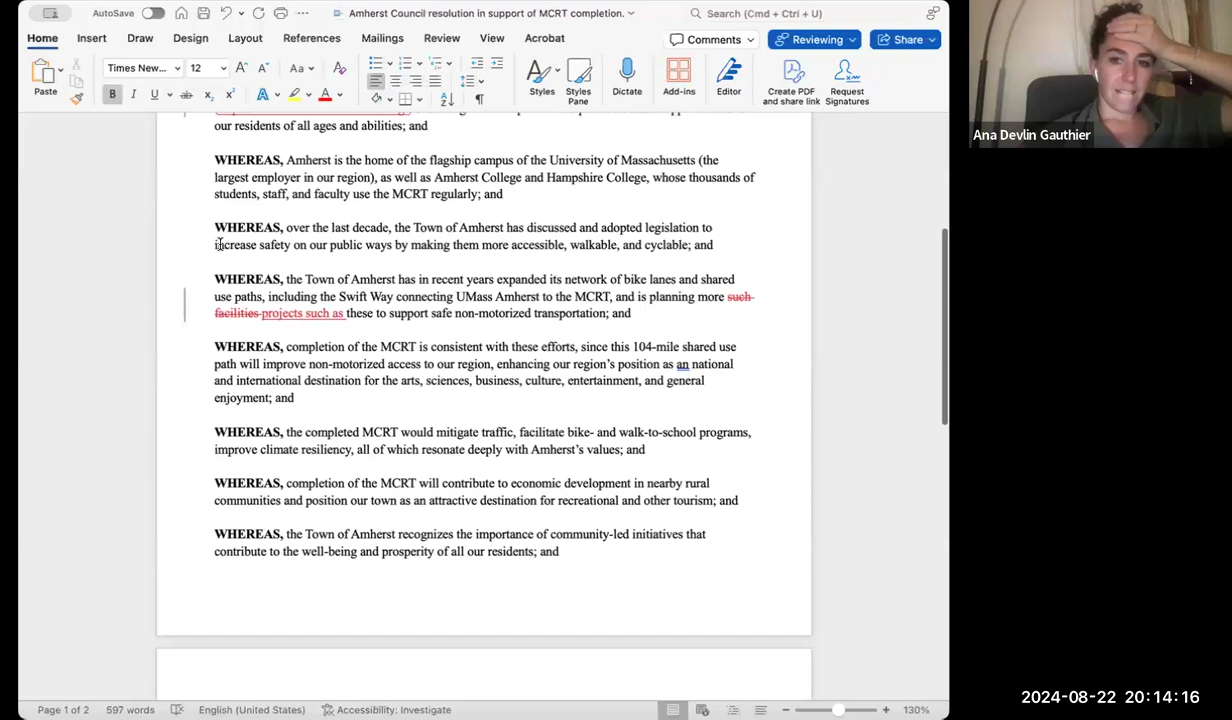 AutoSave
Amherst Council resolution in support of MCRT completion.
Search (Cmd + Ctrl + U)
Home Insert Draw Design Layout References Mailings Review View Acrobat
Comments Reviewing Share
Paste
Times New... 12
Aa
B I U ab x₂ x²
A A
Styles
Styles Pane
Dictate
Add-ins
Editor
Create PDF and share link
Request Signatures
our residents of all ages and abilities; and
WHEREAS, Amherst is the home of the flagship campus of the University of Massachusetts (the
largest employer in our region), as well as Amherst College and Hampshire College, whose thousands of
students, staff, and faculty use the MCRT regularly; and
WHEREAS, over the last decade, the Town of Amherst has discussed and adopted legislation to
increase safety on our public ways by making them more accessible, walkable, and cyclable; and
WHEREAS, the Town of Amherst has in recent years expanded its network of bike lanes and shared
use paths, including the Swift Way connecting UMass Amherst to the MCRT, and is planning more such
facilities projects such as these to support safe non-motorized transportation; and
WHEREAS, completion of the MCRT is consistent with these efforts, since this 104-mile shared use
path will improve non-motorized access to our region, enhancing our region's position as an national
and international destination for the arts, sciences, business, culture, entertainment, and general
enjoyment; and
WHEREAS, the completed MCRT would mitigate traffic, facilitate bike- and walk-to-school programs,
improve climate resiliency, all of which resonate deeply with Amherst's values; and
WHEREAS, completion of the MCRT will contribute to economic development in nearby rural
communities and position our town as an attractive destination for recreational and other tourism; and
WHEREAS, the Town of Amherst recognizes the importance of community-led initiatives that
contribute to the well-being and prosperity of all our residents; and
Page 1 of 2 597 words English (United States) Accessibility: Investigate 130%
Ana Devlin Gauthier
2024-08-22 20:14:16